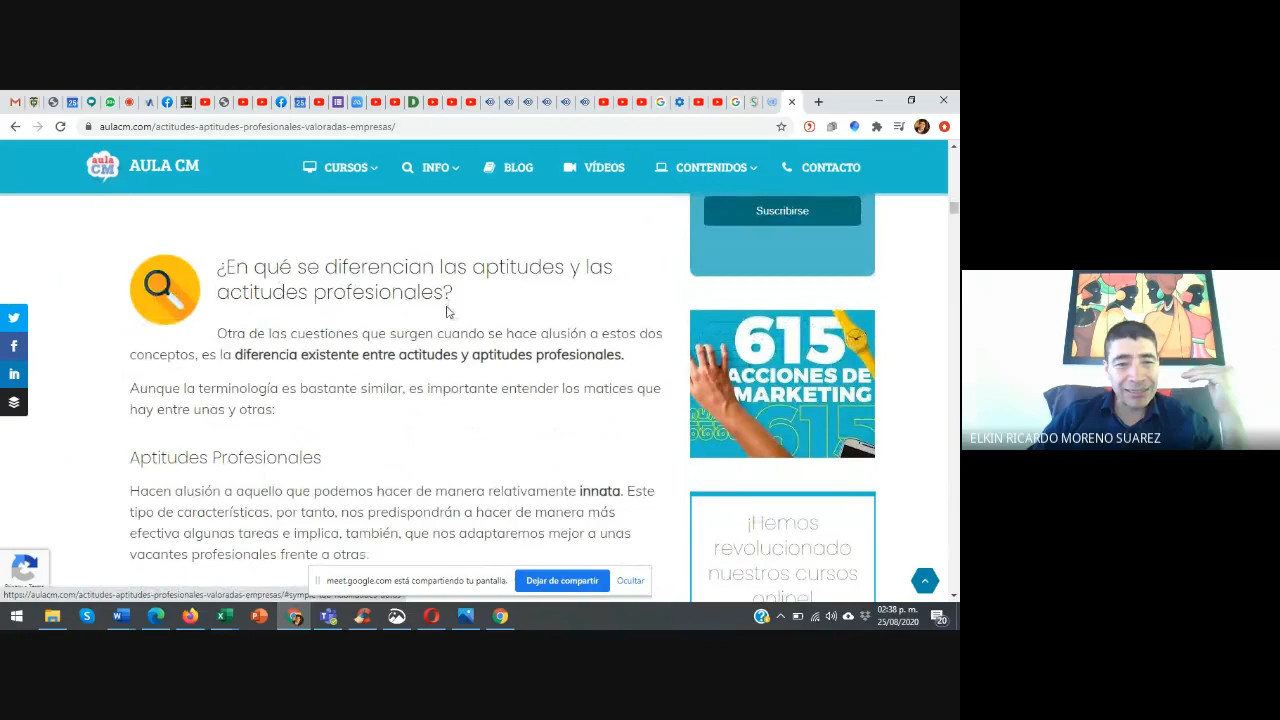 aulacm.com/actitudes-aptitudes-profesionales-valoradas-empresas/
aula
CM
AULA CM
CURSOS
INFO
BLOG
VÍDEOS
CONTENIDOS
CONTACTO
Suscribirse
¿En qué se diferencian las aptitudes y las
actitudes profesionales?
Otra de las cuestiones que surgen cuando se hace alusión a estos dos
conceptos, es la diferencia existente entre actitudes y aptitudes profesionales.
Aunque la terminología es bastante similar, es importante entender los matices que
hay entre unas y otras:
Aptitudes Profesionales
Hacen alusión a aquello que podemos hacer de manera relativamente innata. Este
tipo de características, por tanto, nos predispondrán a hacer de manera más
efectiva algunas tareas e implica, también, que nos adaptaremos mejor a unas
vacantes profesionales frente a otras.
615
ACCIONES DE
MARKETING
¡Hemos
revolucionado
nuestros cursos
online!
meet.google.com está compartiendo tu pantalla.
Dejar de compartir
Ocultar
02:38 p. m.
25/08/2020
20
ELKIN RICARDO MORENO SUAREZ